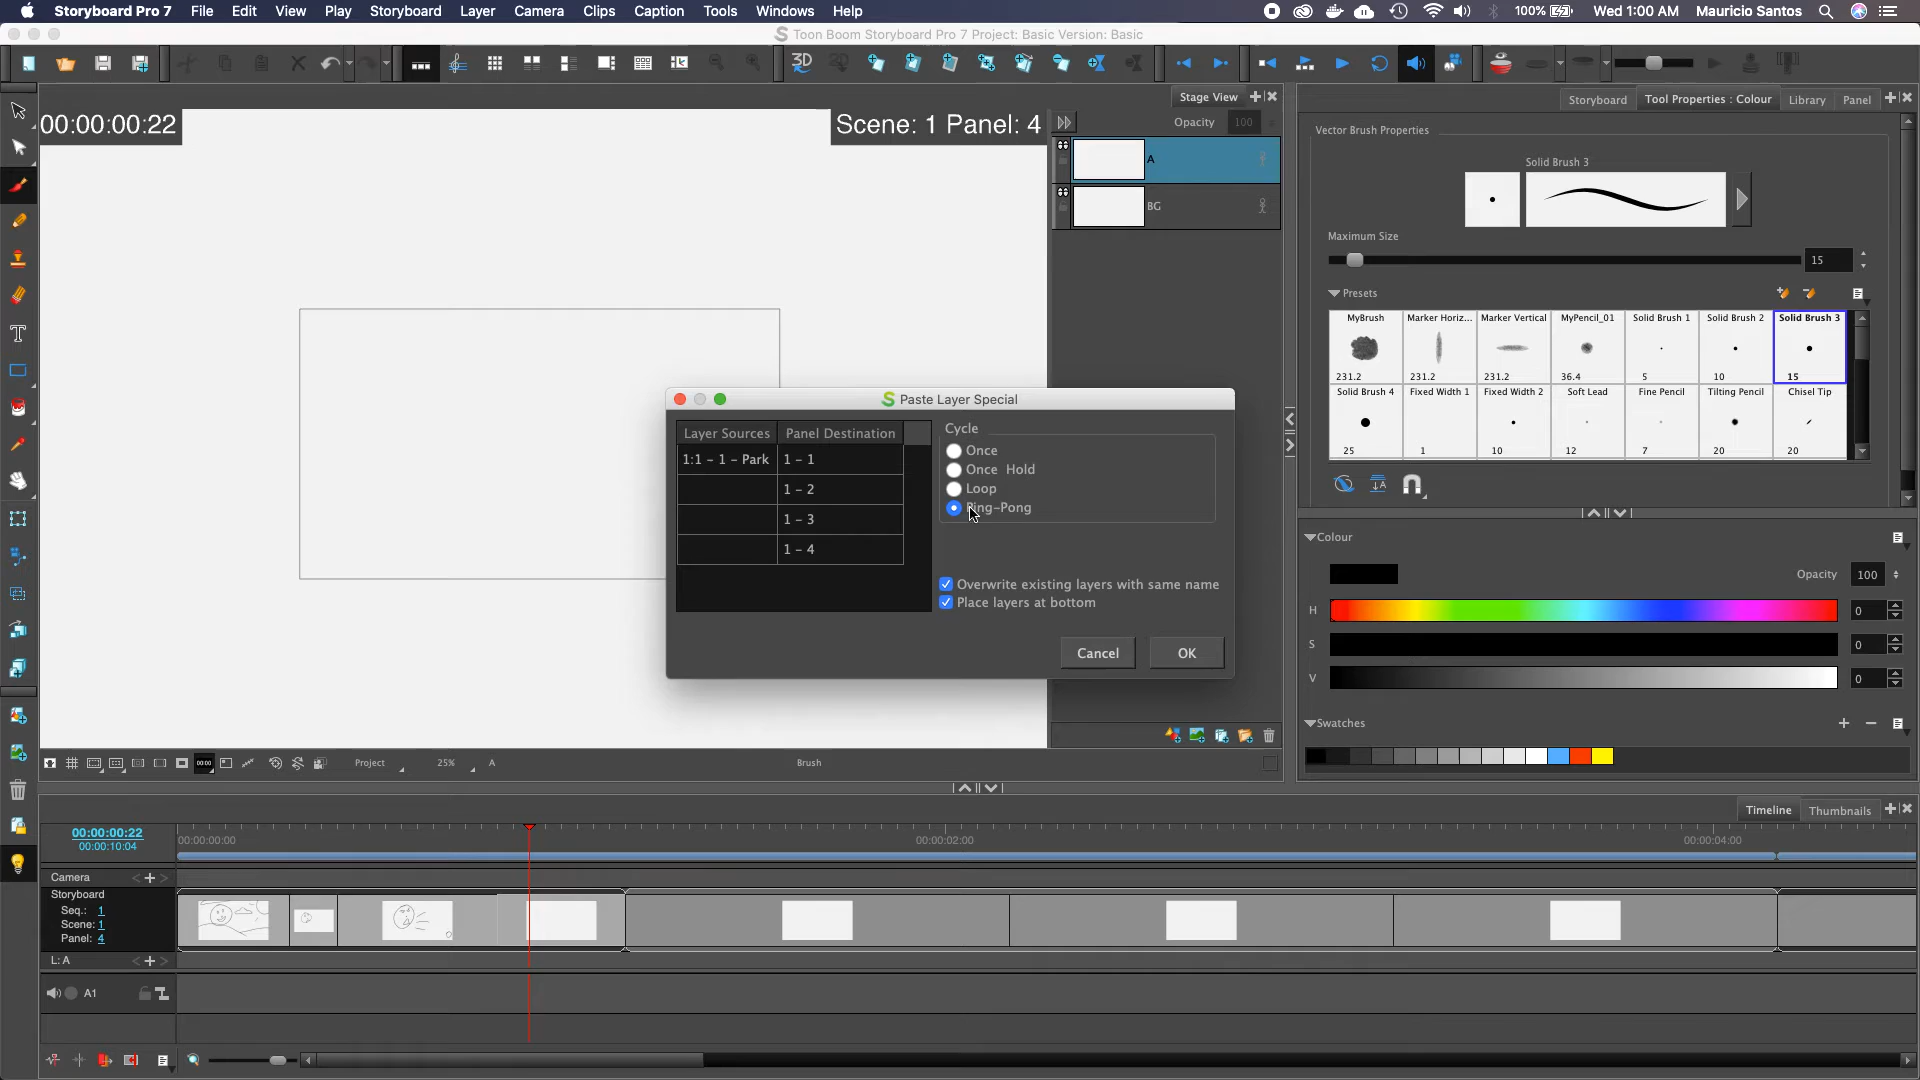 Storyboard Pro 7 File Edit View Play Storyboard Layer Camera Clips Caption Tools Windows Help 100% Wed 1:00 AM Mauricio Santos
Toon Boom Storyboard Pro 7 Project: Basic Version: Basic
3D
Stage View
Storyboard Tool Properties : Colour Library Panel
00:00:00:22
Scene: 1 Panel: 4
Opacity 100
A
BG
Vector Brush Properties
Solid Brush 3
Maximum Size
15
Presets
MyBrush Marker Horiz... Marker Vertical MyPencil_01 Solid Brush 1 Solid Brush 2 Solid Brush 3
231.2 231.2 231.2 36.4 5 10 15
Solid Brush 4 Fixed Width 1 Fixed Width 2 Soft Lead Fine Pencil Tilting Pencil Chisel Tip
25 1 10 12 7 20 20
Paste Layer Special
Layer Sources Panel Destination
1:1 - 1 - Park 1 - 1
1 - 2
1 - 3
1 - 4
Cycle
Once
Once Hold
Loop
Ping-Pong
Overwrite existing layers with same name
Place layers at bottom
Cancel OK
Colour
Opacity 100
H 0
S 0
V 0
Swatches
00:00 Project 25% A Brush
Timeline Thumbnails
00:00:00:22
00:00:10:04
00:00:00:00 00:00:02:00 00:00:04:00
Camera
Storyboard
Seq.: 1
Scene: 1
Panel: 4
L: A
A1